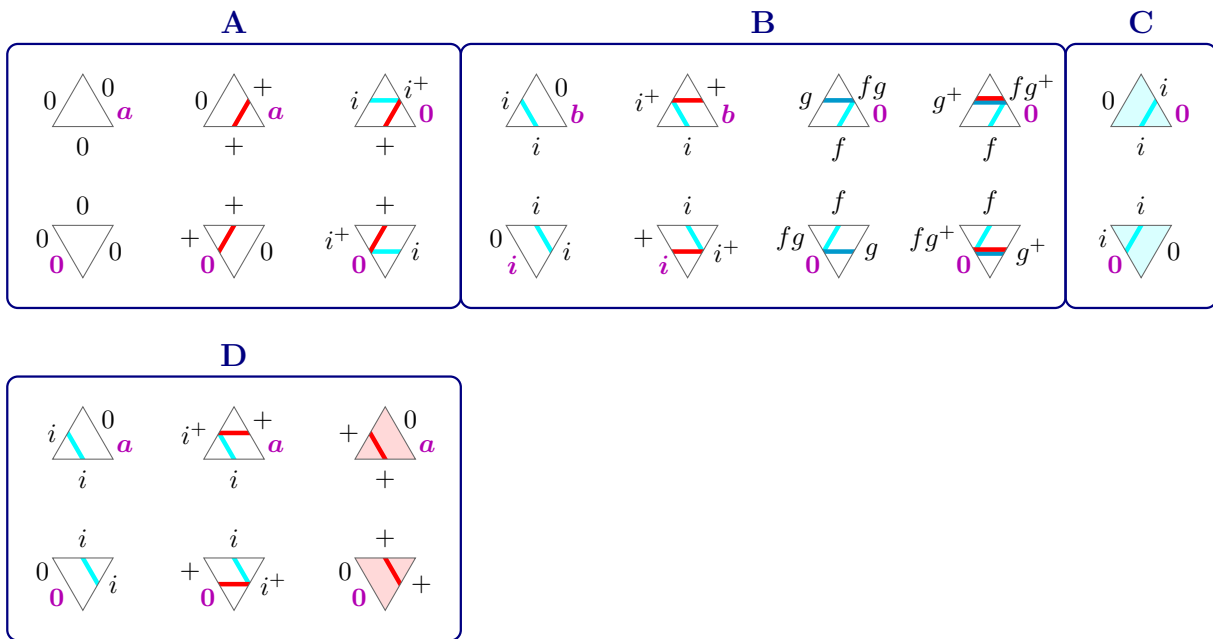 A B C
0 0 a 0 + a i i⁺ 0 i 0 b i⁺ + b g fg 0 g⁺ fg⁺ 0 0 i 0
0 + + i i f f i
0 + + i i f f i
0 0 0 + 0 0 i⁺ i 0 0 i i + i⁺ i fg g 0 fg⁺ g⁺ 0 i 0 0
D
i 0 a i⁺ + a + 0 a
i i +
i i +
0 i 0 + i⁺ 0 0 + 0